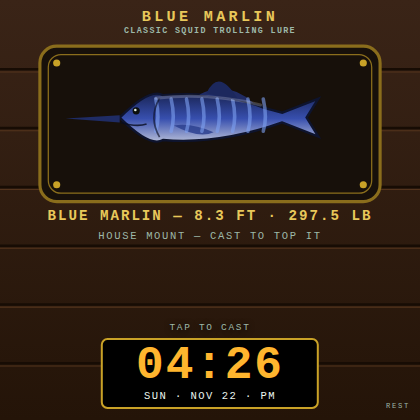 BLUE MARLIN
CLASSIC SQUID TROLLING LURE
BLUE MARLIN — 8.3 FT · 297.5 LB
HOUSE MOUNT — CAST TO TOP IT
TAP TO CAST
04:26
SUN · NOV 22 · PM
REST